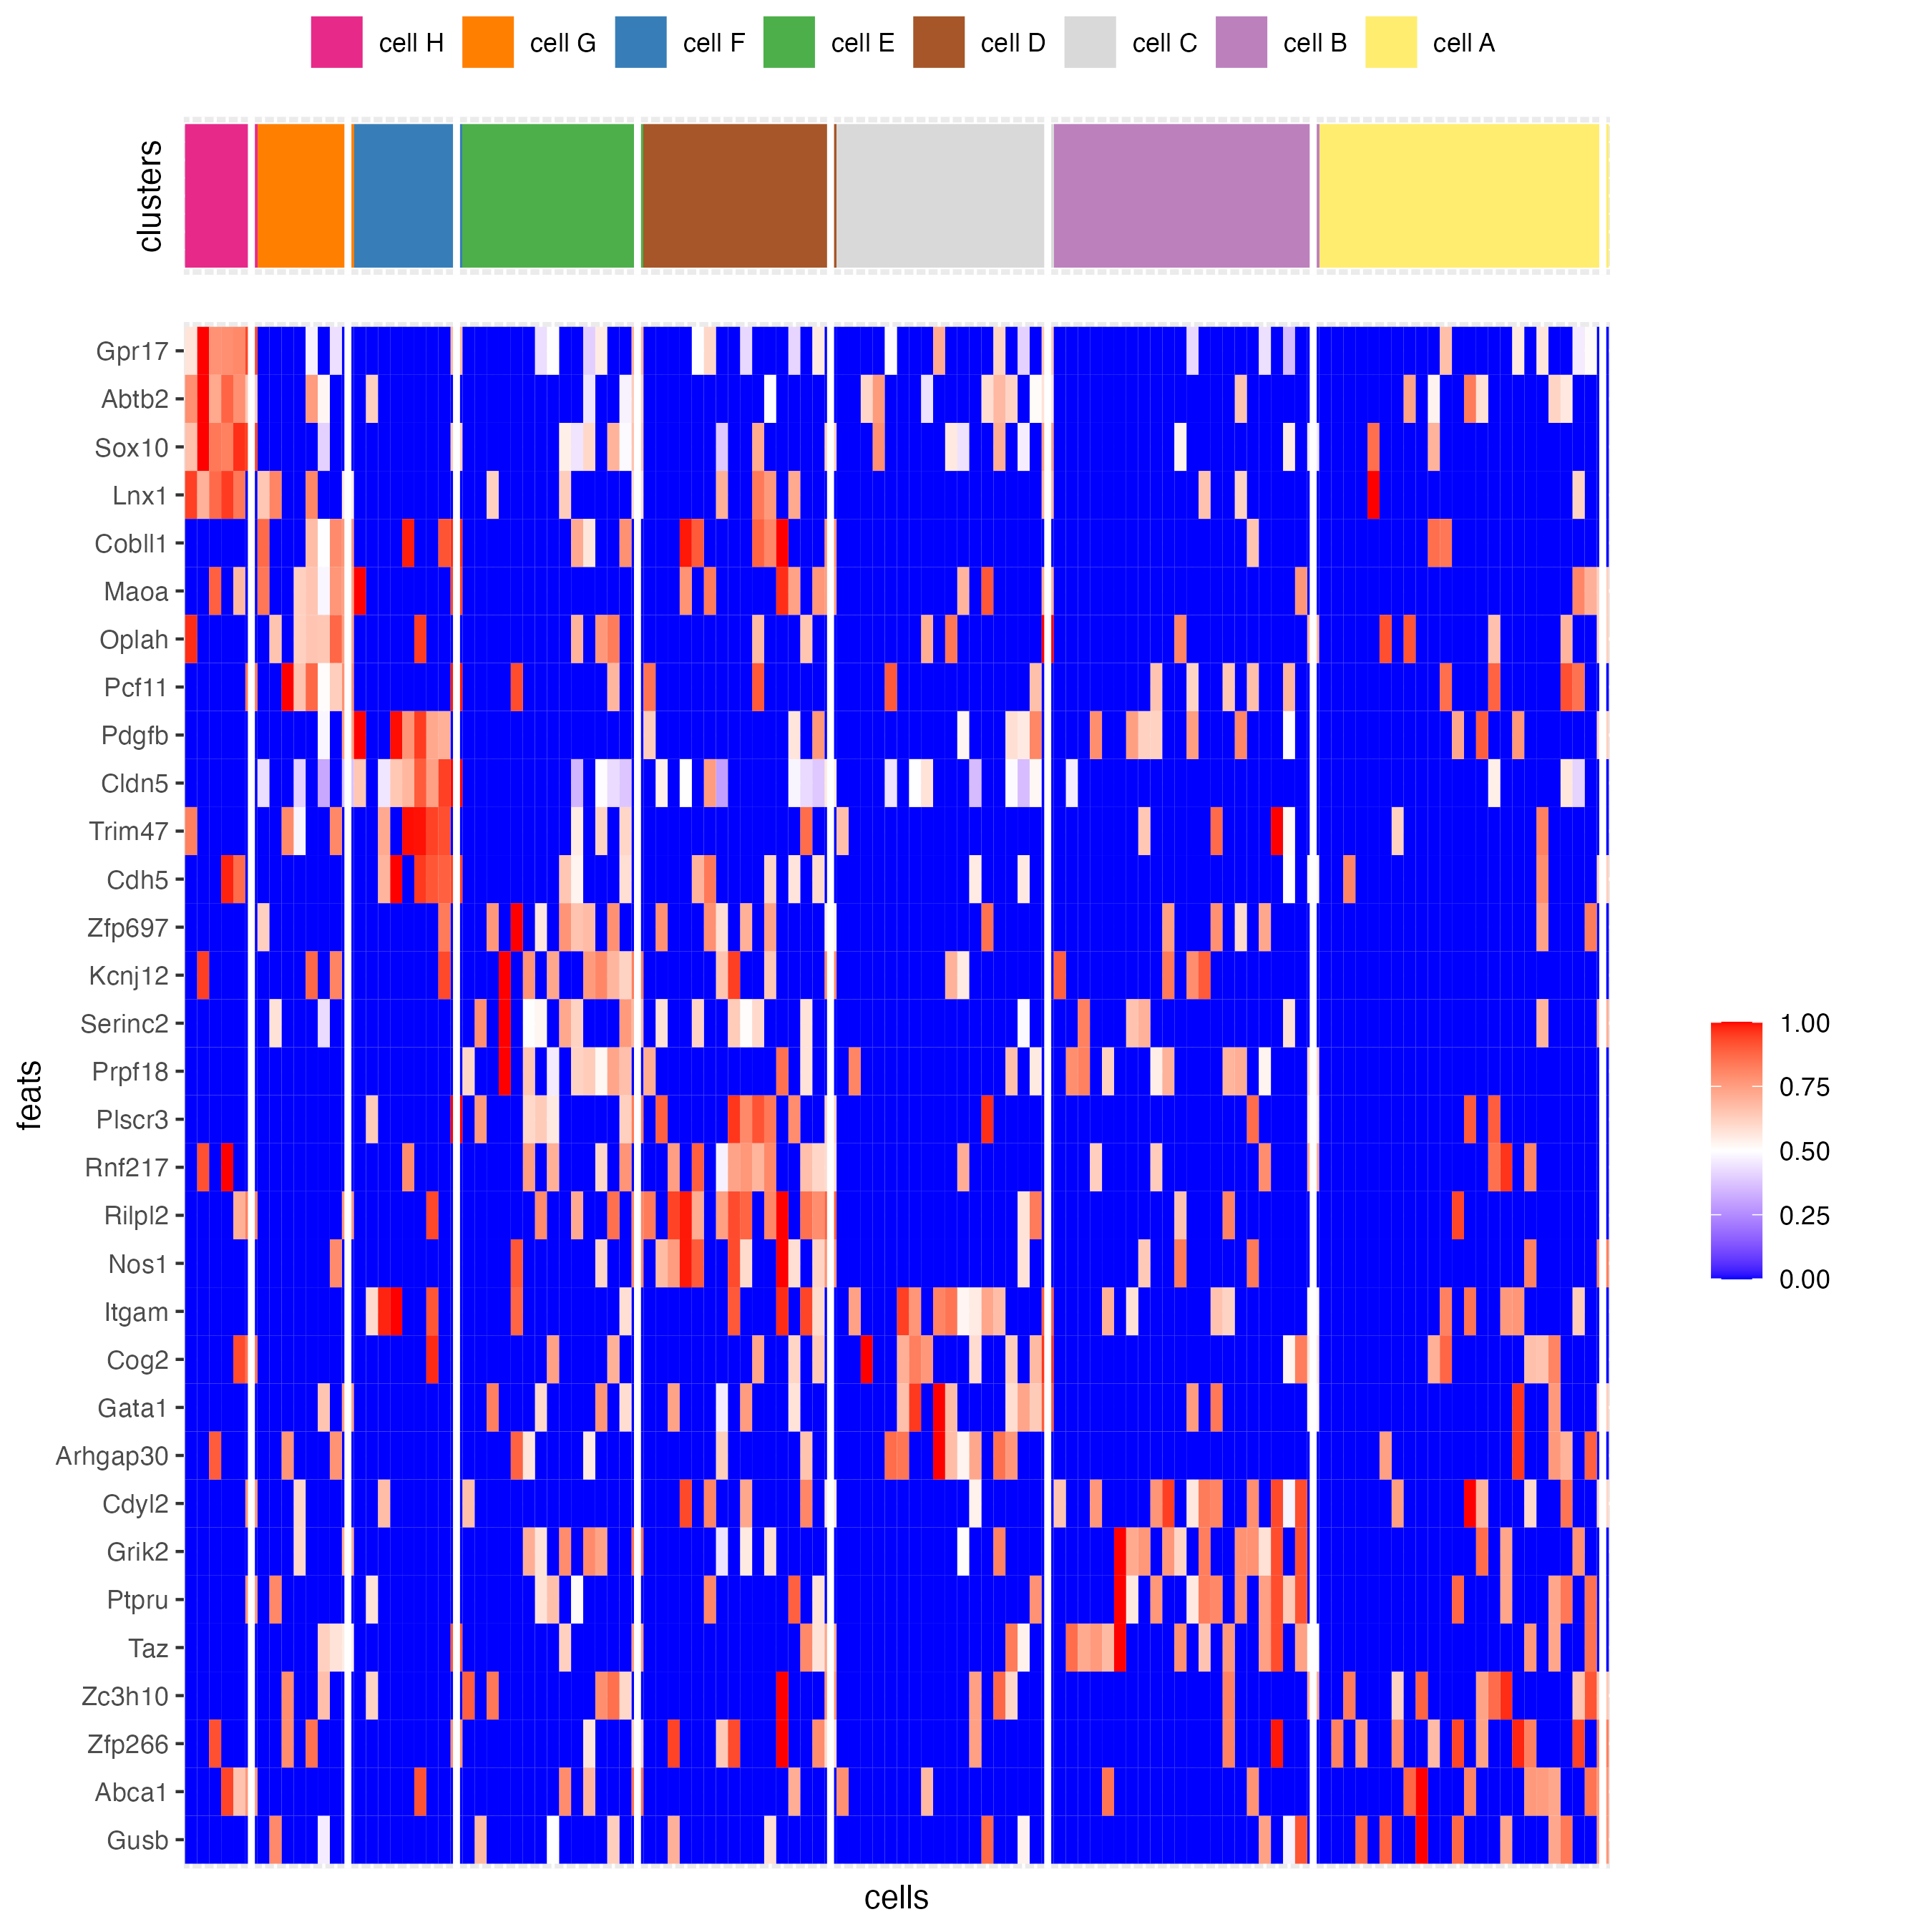 cell H cell G cell F cell E cell D cell C cell B cell A
clusters
Gpr17
Abtb2
Sox10
Lnx1
Cobll1
Maoa
Oplah
Pcf11
Pdgfb
Cldn5
Trim47
Cdh5
Zfp697
Kcnj12
Serinc2
Prpf18
Plscr3
Rnf217
Rilpl2
Nos1
Itgam
Cog2
Gata1
Arhgap30
Cdyl2
Grik2
Ptpru
Taz
Zc3h10
Zfp266
Abca1
Gusb
feats
cells
1.00
0.75
0.50
0.25
0.00